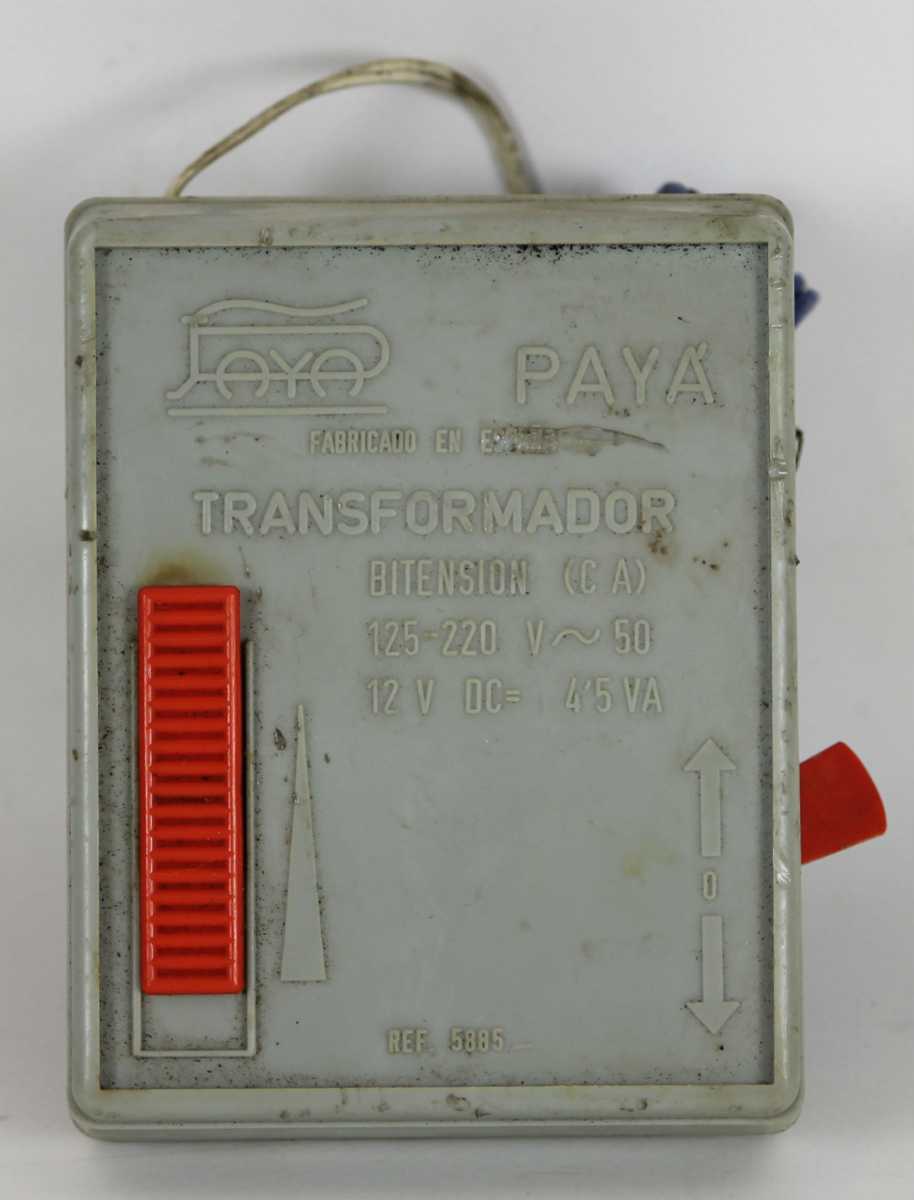 PAYA PAYÁ
FABRICADO EN
TRANSFORMADOR
BITENSION (C A)
125-220 V~ 50
12 V DC= 4'5 VA
0
REF. 5885